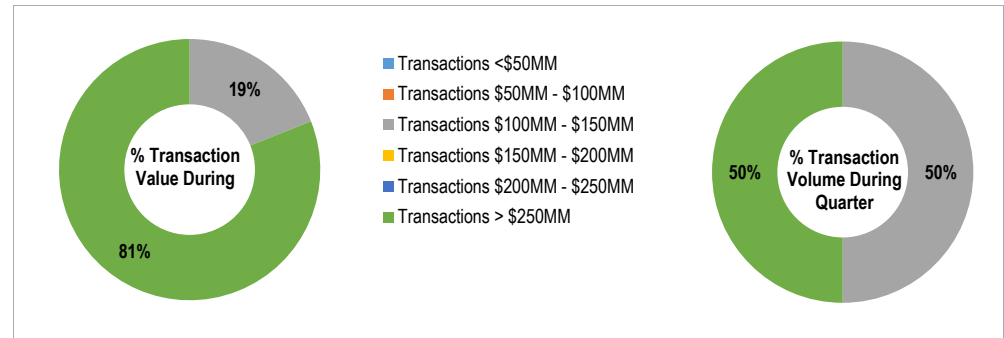 19%
% Transaction
Value During
81%
Transactions <$50MM
Transactions $50MM - $100MM
Transactions $100MM - $150MM
Transactions $150MM - $200MM
Transactions $200MM - $250MM
Transactions > $250MM
50%
% Transaction
Volume During
Quarter
50%